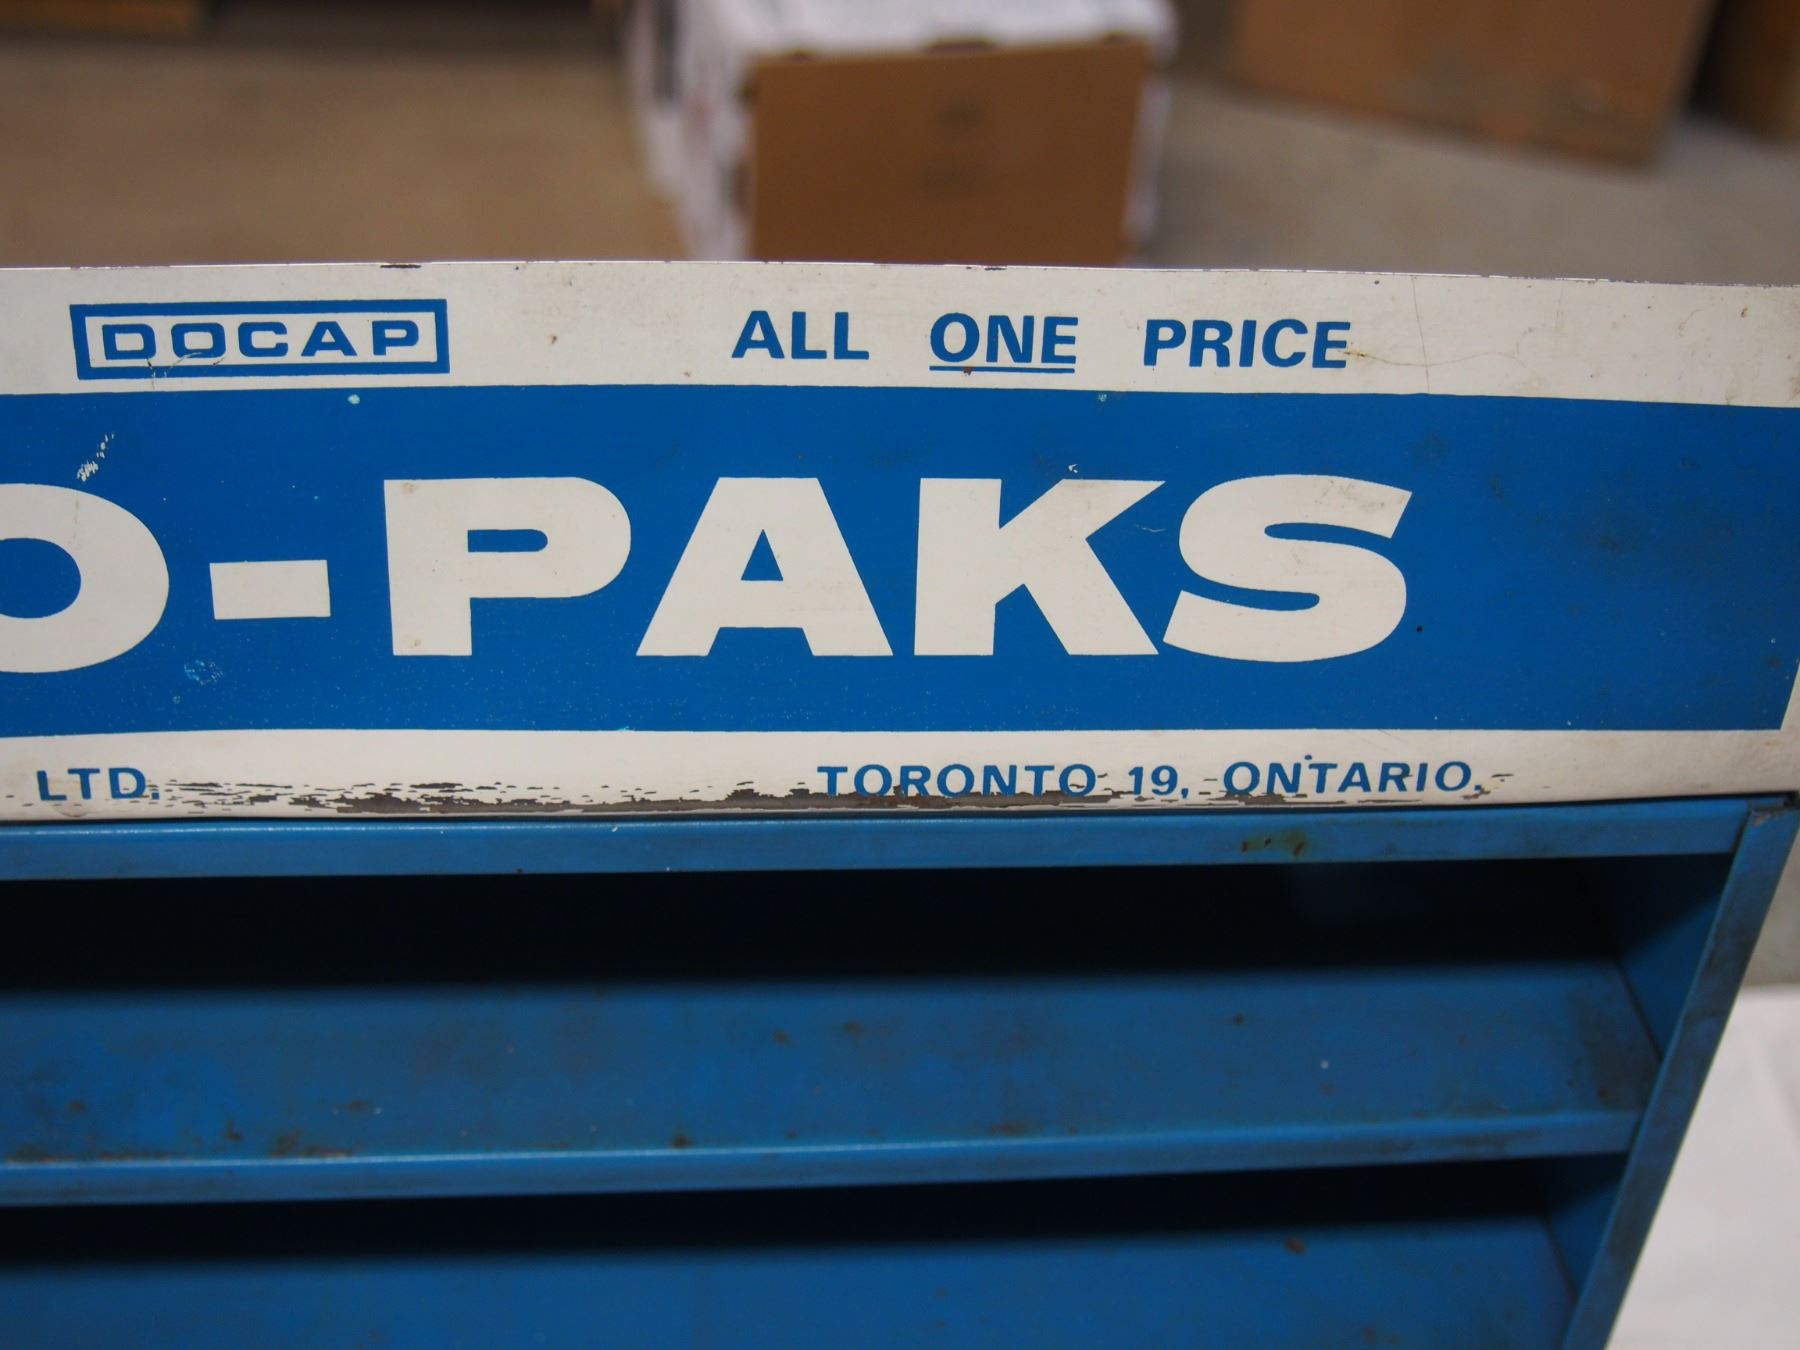 DOCAP ALL ONE PRICE
O-PAKS
LTD. TORONTO 19, ONTARIO.